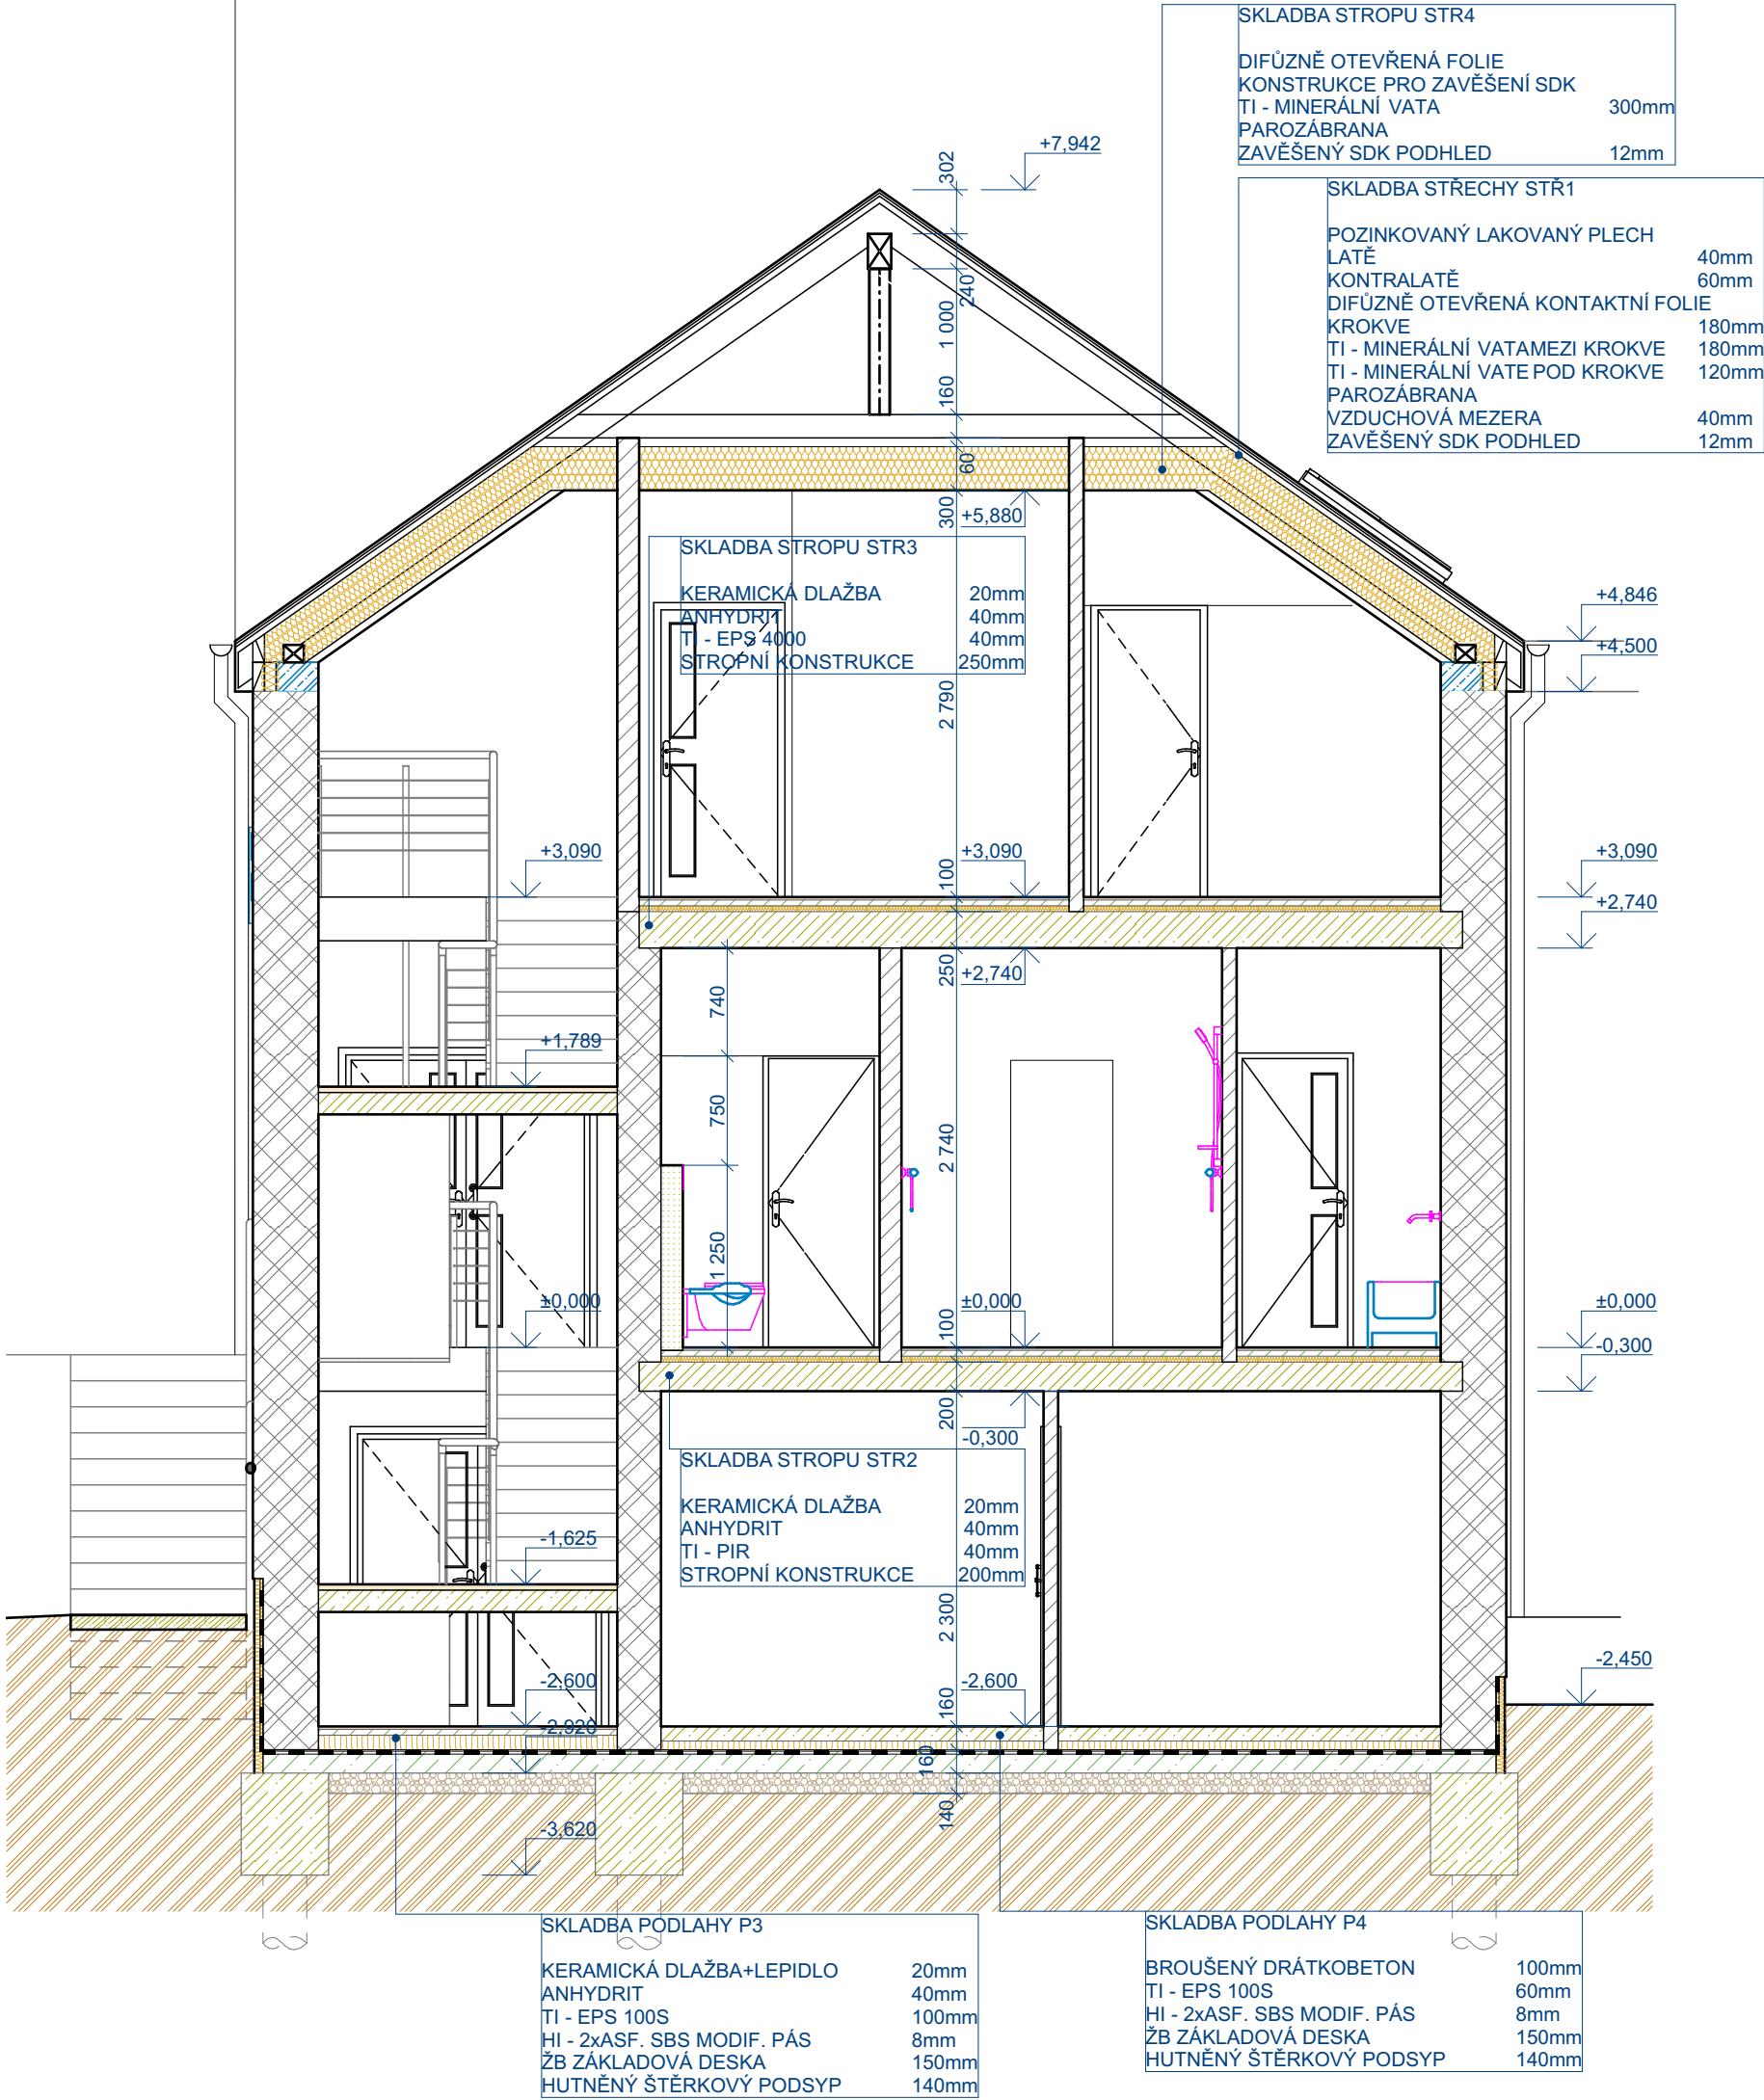 SKLADBA STROPU STR4
DIFŮZNĚ OTEVŘENÁ FOLIE
KONSTRUKCE PRO ZAVĚŠENÍ SDK
TI - MINERÁLNÍ VATA 300mm
PAROZÁBRANA
ZAVĚŠENÝ SDK PODHLED 12mm
SKLADBA STŘECHY STŘ1
POZINKOVANÝ LAKOVANÝ PLECH
LATĚ 40mm
KONTRALATĚ 60mm
DIFŮZNĚ OTEVŘENÁ KONTAKTNÍ FOLIE
KROKVE 180mm
TI - MINERÁLNÍ VATAMEZI KROKVE 180mm
TI - MINERÁLNÍ VATE POD KROKVE 120mm
PAROZÁBRANA
VZDUCHOVÁ MEZERA 40mm
ZAVĚŠENÝ SDK PODHLED 12mm
+7,942
302
240
1 000
160
60
300
+5,880
SKLADBA STROPU STR3
KERAMICKÁ DLAŽBA 20mm
ANHYDRIT 40mm
TI - EPS 4000 40mm
STROPNÍ KONSTRUKCE 250mm
+4,846
+4,500
2 790
+3,090
+3,090
+3,090
100
+2,740
250
+2,740
740
+1,789
750
2 740
1 250
±0,000
±0,000
±0,000
100
-0,300
200
-0,300
SKLADBA STROPU STR2
KERAMICKÁ DLAŽBA 20mm
ANHYDRIT 40mm
TI - PIR 40mm
STROPNÍ KONSTRUKCE 200mm
-1,625
2 300
-2,450
-2,600
-2,600
160
-2,920
160
140
-3,620
SKLADBA PODLAHY P3
KERAMICKÁ DLAŽBA+LEPIDLO 20mm
ANHYDRIT 40mm
TI - EPS 100S 100mm
HI - 2xASF. SBS MODIF. PÁS 8mm
ŽB ZÁKLADOVÁ DESKA 150mm
HUTNĚNÝ ŠTĚRKOVÝ PODSYP 140mm
SKLADBA PODLAHY P4
BROUŠENÝ DRÁTKOBETON 100mm
TI - EPS 100S 60mm
HI - 2xASF. SBS MODIF. PÁS 8mm
ŽB ZÁKLADOVÁ DESKA 150mm
HUTNĚNÝ ŠTĚRKOVÝ PODSYP 140mm